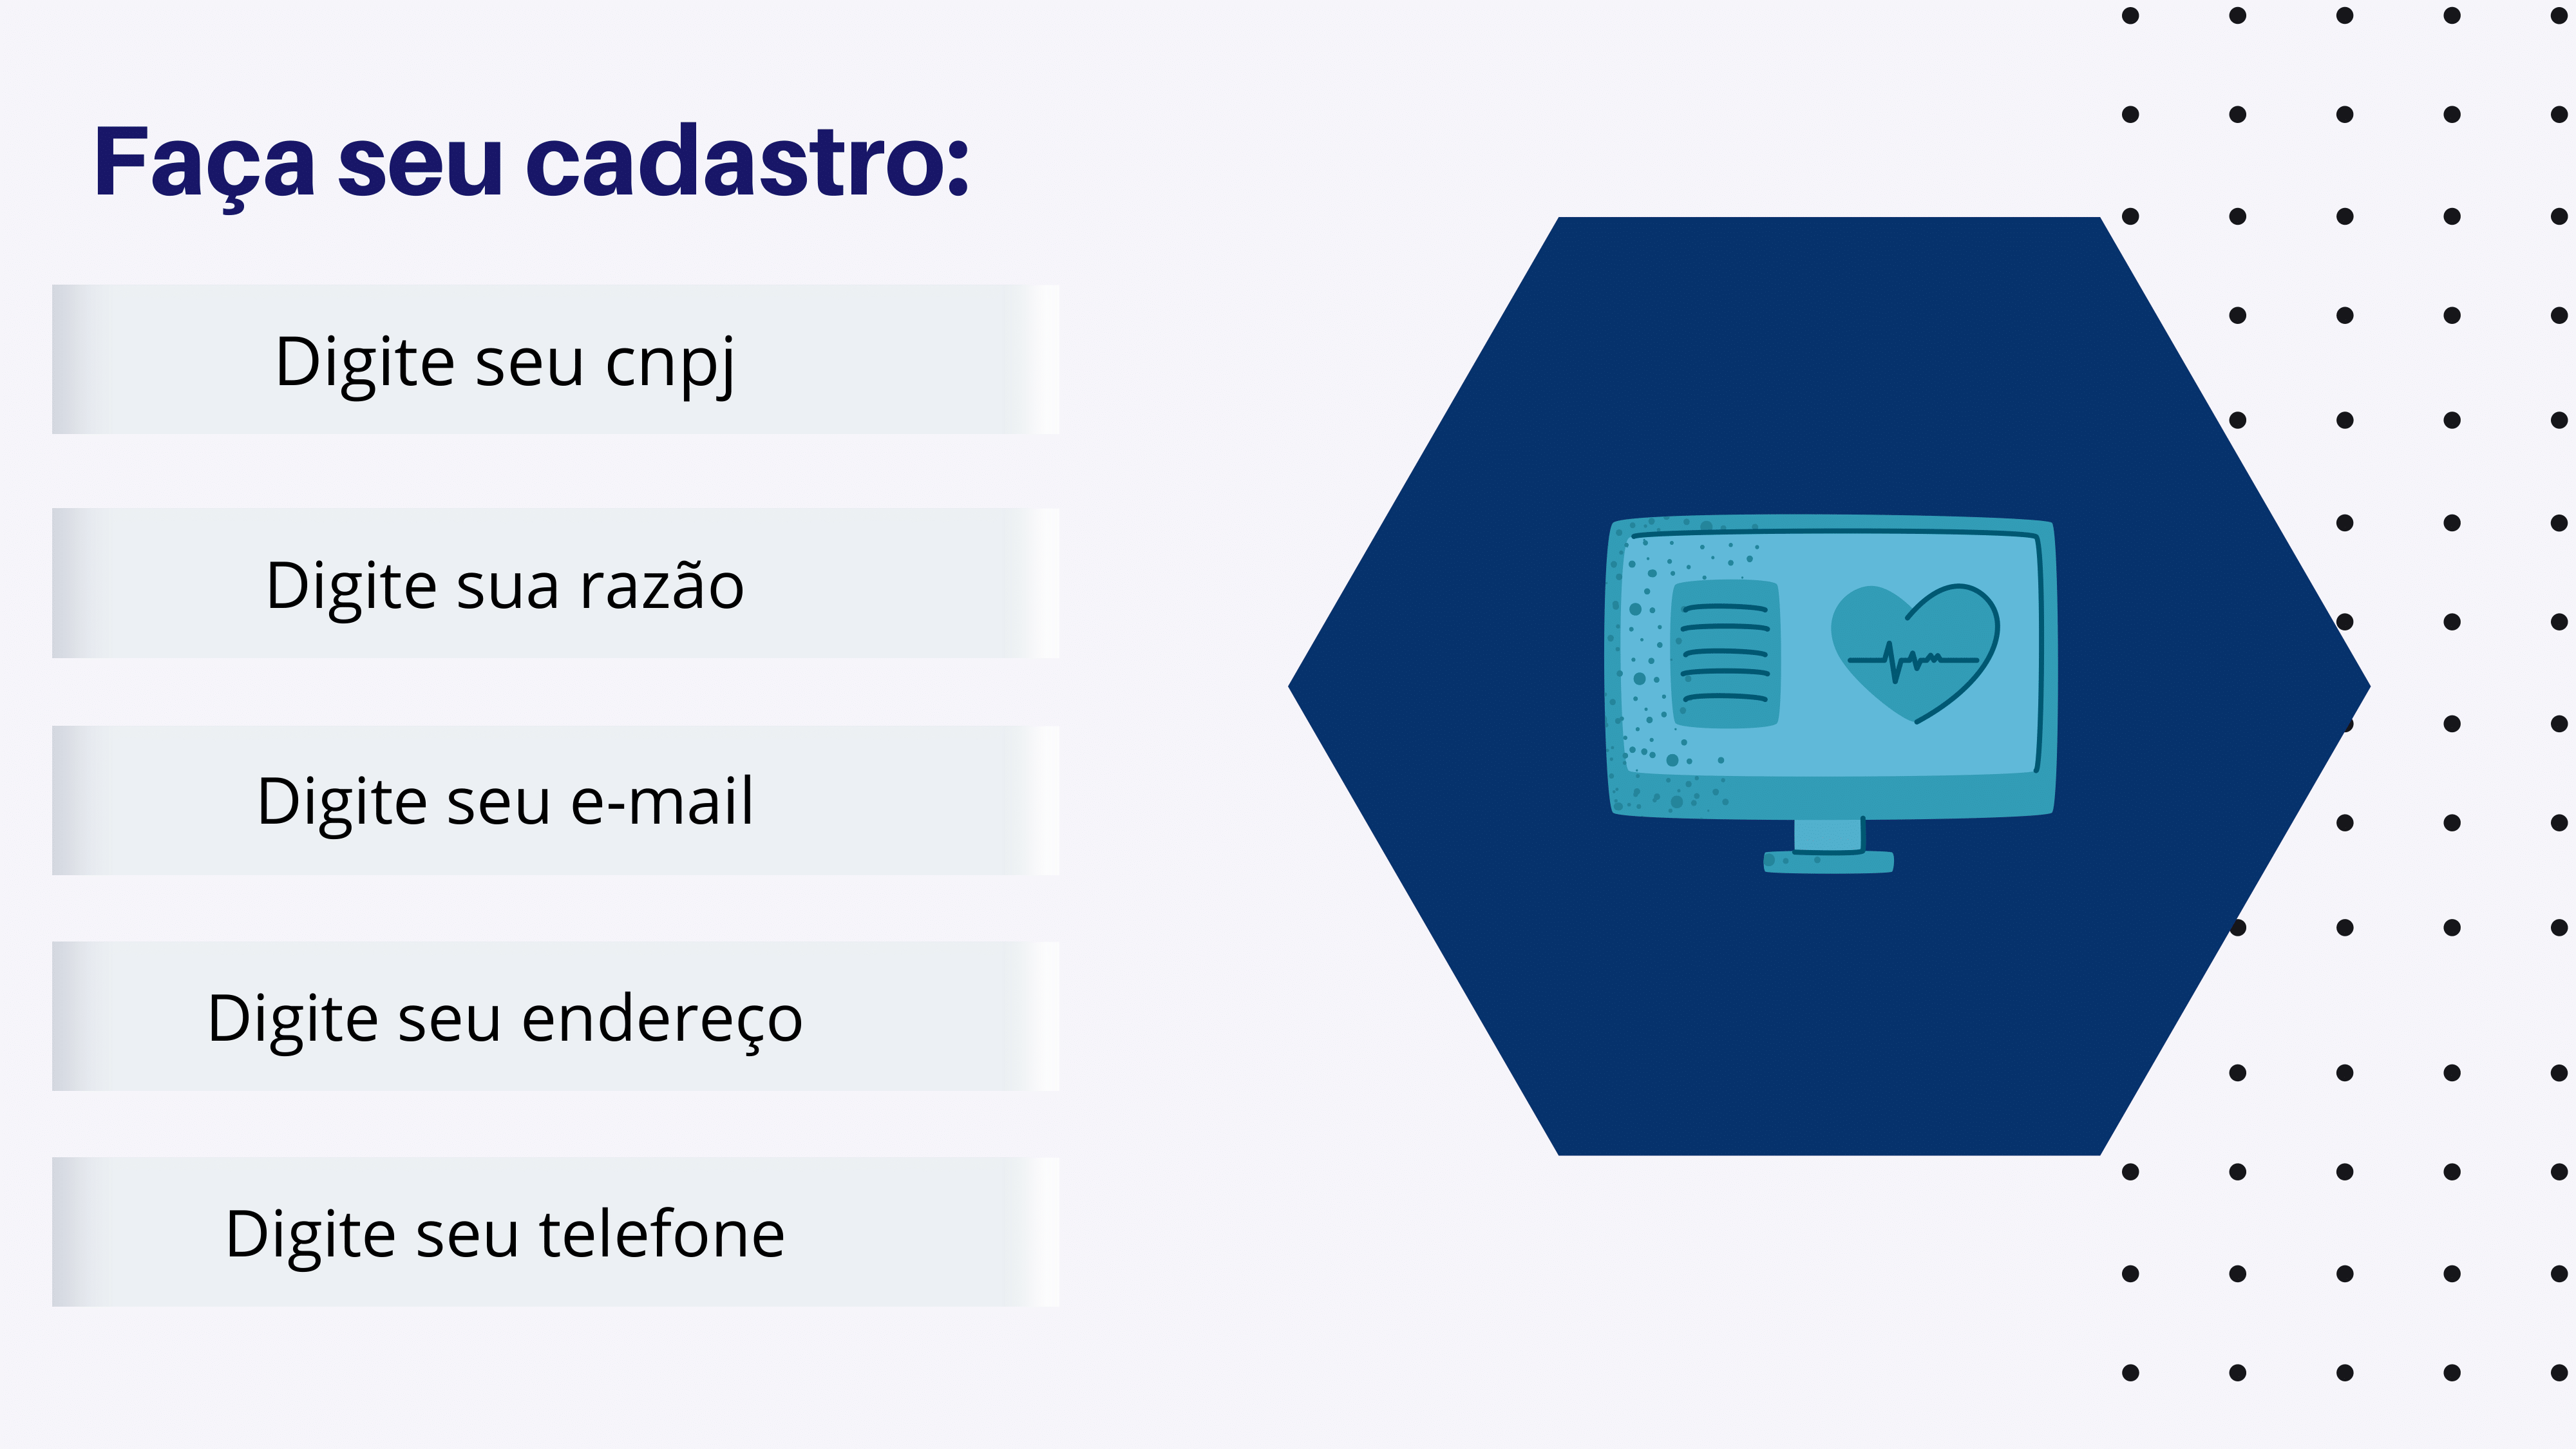 Faça seu cadastro:
Digite seu cnpj
Digite sua razão
Digite seu e-mail
Digite seu endereço
Digite seu telefone